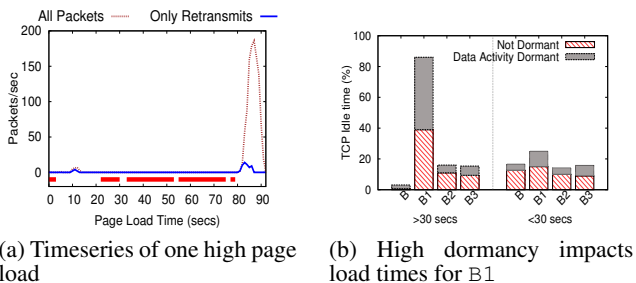 All Packets Only Retransmits
Packets/sec
200
150
100
50
0
0 10 20 30 40 50 60 70 80 90
Page Load Time (secs)
(a) Timeseries of one high page
load
Not Dormant
Data Activity Dormant
TCP Idle time (%)
100
80
60
40
20
0
B B1 B2 B3 B B1 B2 B3
>30 secs <30 secs
(b) High dormancy impacts
load times for B1